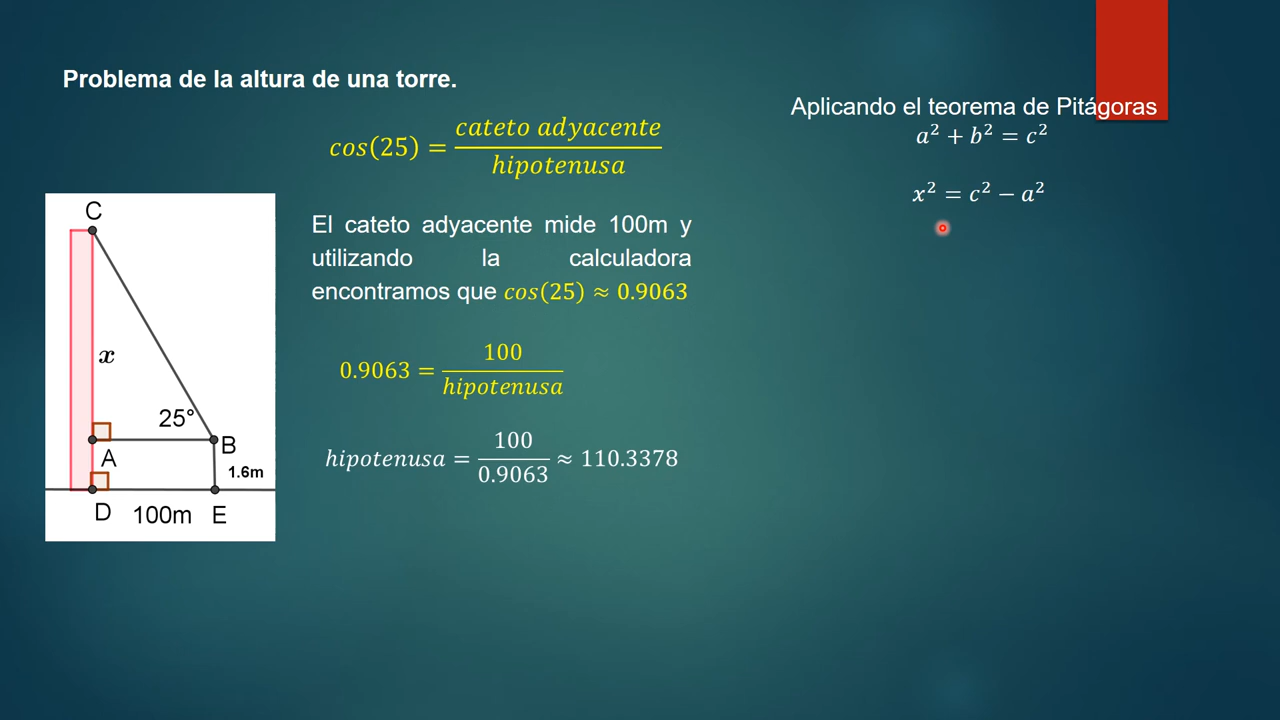 Problema de la altura de una torre.
cos(25) = cateto adyacente / hipotenusa
El cateto adyacente mide 100m y
utilizando la calculadora
encontramos que cos(25) ≈ 0.9063
0.9063 = 100 / hipotenusa
hipotenusa = 100 / 0.9063 ≈ 110.3378
C
x
25°
B
A
1.6m
D 100m E
Aplicando el teorema de Pitágoras
a² + b² = c²
x² = c² − a²